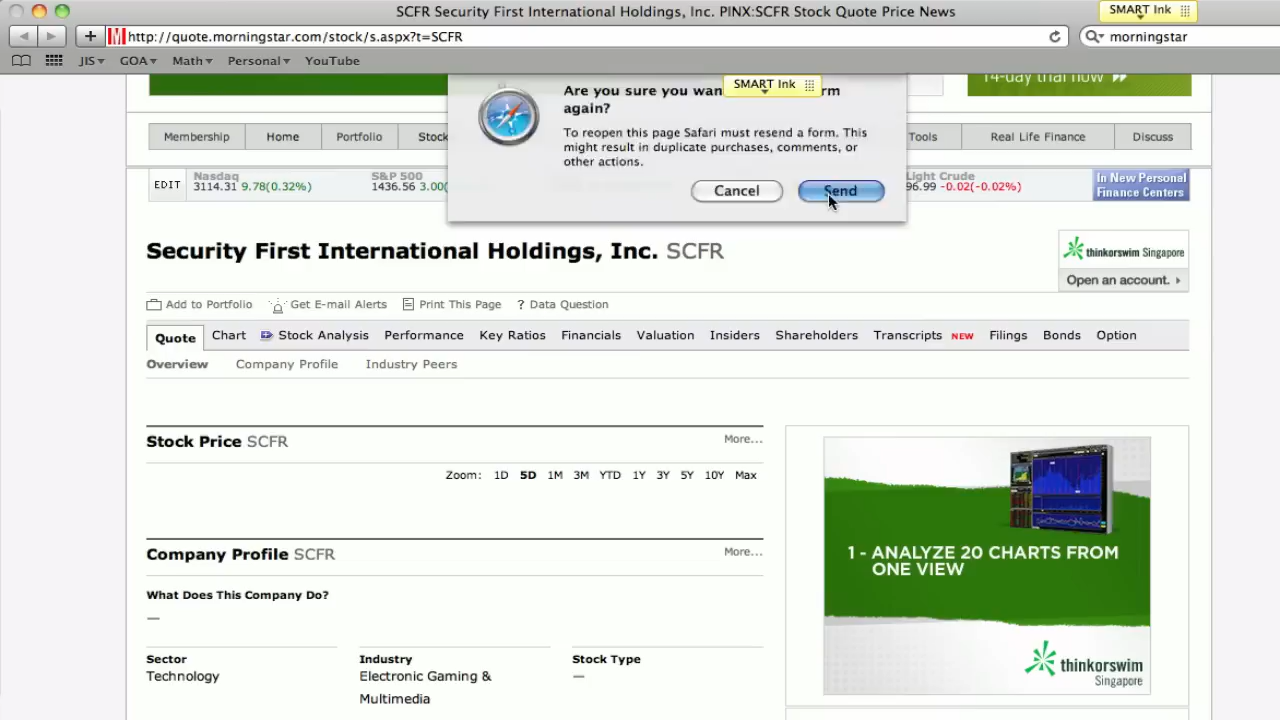 SCFR Security First International Holdings, Inc. PINX:SCFR Stock Quote Price News
SMART Ink
http://quote.morningstar.com/stock/s.aspx?t=SCFR
morningstar
JIS GOA Math Personal YouTube
14-day trial now
SMART Ink
Are you sure you wan rm
again?
To reopen this page Safari must resend a form. This
might result in duplicate purchases, comments, or
other actions.
Cancel Send
Membership Home Portfolio Stock Tools Real Life Finance Discuss
EDIT
Nasdaq
3114.31 9.78(0.32%)
S&P 500
1436.56 3.00(
Light Crude
96.99 -0.02(-0.02%)
In New Personal
Finance Centers
Security First International Holdings, Inc. SCFR
thinkorswim Singapore
Open an account.
Add to Portfolio Get E-mail Alerts Print This Page ? Data Question
Quote Chart Stock Analysis Performance Key Ratios Financials Valuation Insiders Shareholders Transcripts NEW Filings Bonds Option
Overview Company Profile Industry Peers
Stock Price SCFR More...
Zoom: 1D 5D 1M 3M YTD 1Y 3Y 5Y 10Y Max
Company Profile SCFR More...
What Does This Company Do?
—
Sector
Technology
Industry
Electronic Gaming &
Multimedia
Stock Type
—
1 - ANALYZE 20 CHARTS FROM
ONE VIEW
thinkorswim
Singapore